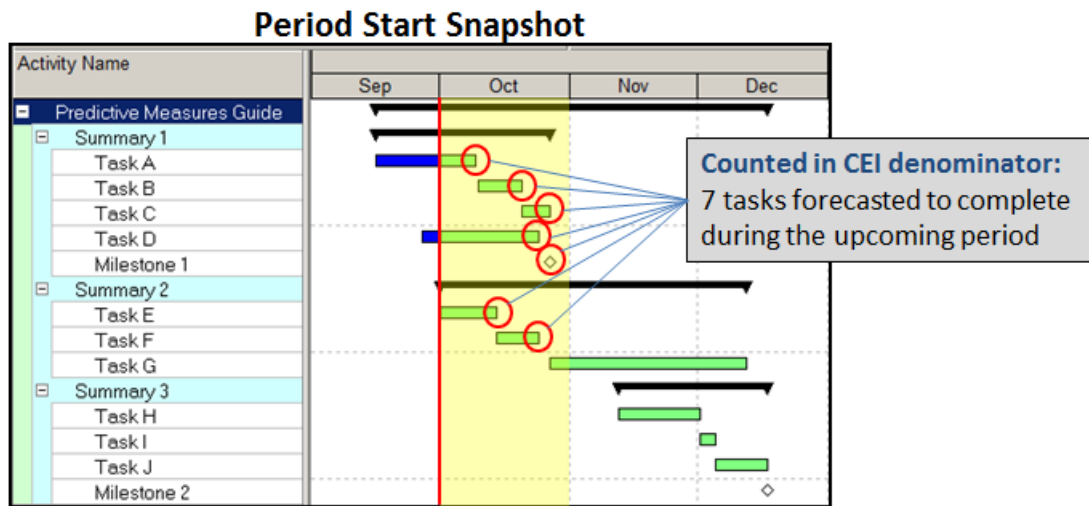 Period Start Snapshot
Activity Name
Sep Oct Nov Dec
Predictive Measures Guide
Summary 1
Task A
Task B
Task C
Task D
Milestone 1
Summary 2
Task E
Task F
Task G
Summary 3
Task H
Task I
Task J
Milestone 2
Counted in CEI denominator:
7 tasks forecasted to complete
during the upcoming period